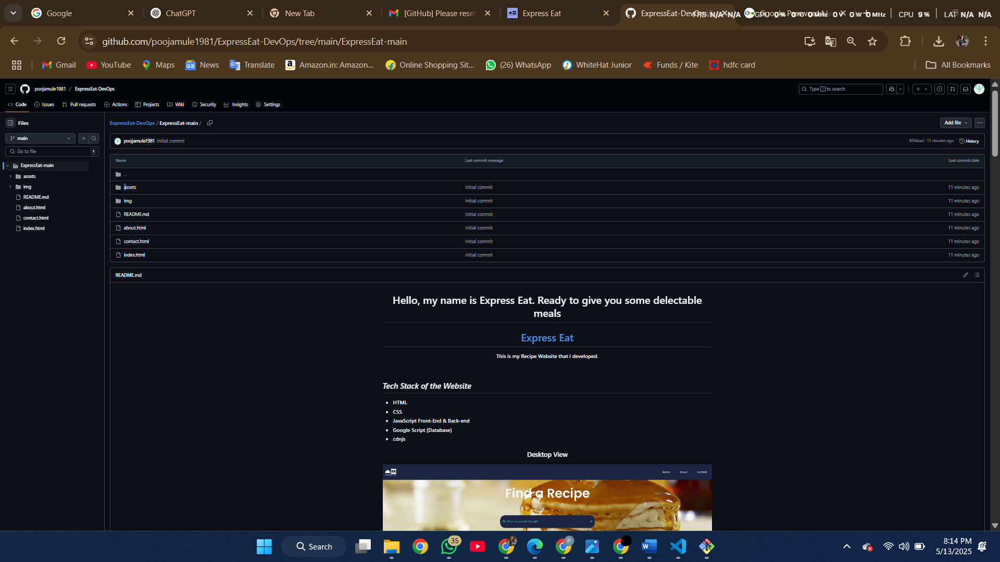 Google
ChatGPT
New Tab
[GitHub] Please reset
Express Eat
ExpressEat-DevOps/
N/A N/A GPU 0% 0°C 0 MHz 0 V 0 W 0 MHz CPU 9% LAT N/A N/A
github.com/poojamule1981/ExpressEat-DevOps/tree/main/ExpressEat-main
Gmail
YouTube
Maps
News
Translate
Amazon.in: Amazon...
Online Shopping Sit...
(26) WhatsApp
WhiteHat Junior
Funds / Kite
hdfc card
All Bookmarks
poojamule1981 / ExpressEat-DevOps
Type / to search
Code
Issues
Pull requests
Actions
Projects
Wiki
Security
Insights
Settings
Files
main
Go to file
t
ExpressEat-main
assets
img
README.md
about.html
contact.html
index.html
ExpressEat-DevOps / ExpressEat-main /
Add file
poojamule1981 Initial commit
459abad · 11 minutes ago
History
Name Last commit message Last commit date
..
assets Initial commit 11 minutes ago
img Initial commit 11 minutes ago
README.md Initial commit 11 minutes ago
about.html Initial commit 11 minutes ago
contact.html Initial commit 11 minutes ago
index.html Initial commit 11 minutes ago
README.md
Hello, my name is Express Eat. Ready to give you some delectable
meals
Express Eat
This is my Recipe Website that i developed.
Tech Stack of the Website
HTML
CSS
JavaScript Front-End & Back-end
Google Script (Database)
cdnjs
Desktop View
Home About Contact
Find a Recipe
What do you want to eat?
Search
35
P
8:14 PM
5/13/2025